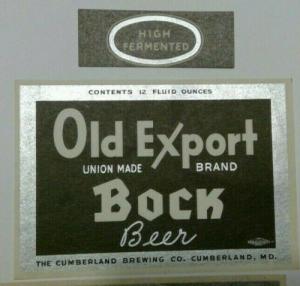 HIGH
FERMENTED
CONTENTS 12 FLUID OUNCES
Old Export
UNION MADE BRAND
BOCK
Beer
THE CUMBERLAND BREWING CO. CUMBERLAND, MD.